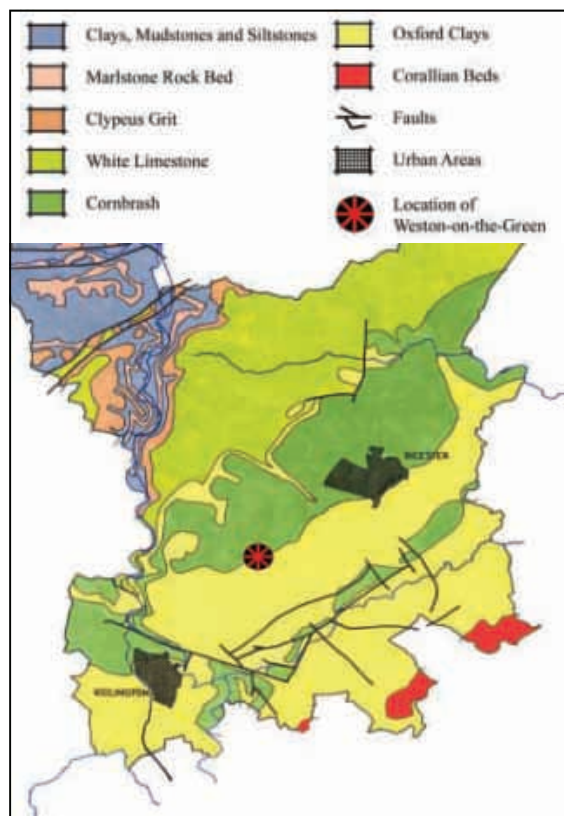 Clays, Mudstones and Siltstones
Marlstone Rock Bed
Clypeus Grit
White Limestone
Cornbrash
Oxford Clays
Corallian Beds
Faults
Urban Areas
Location of
Weston-on-the-Green
BICESTER
KIDLINGTON